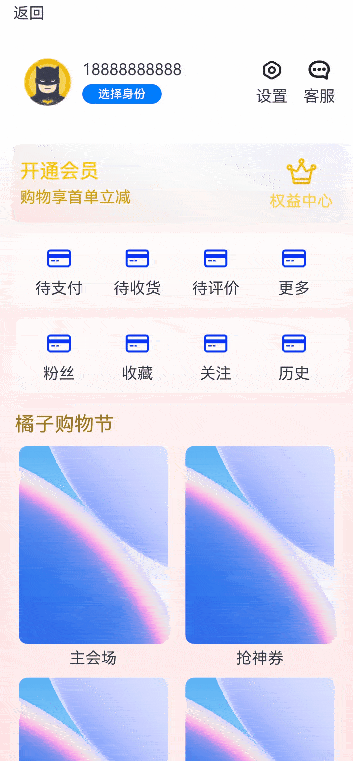 返回
18888888888
选择身份
设置 客服
开通会员
购物享首单立减
权益中心
待支付 待收货 待评价 更多
粉丝 收藏 关注 历史
橘子购物节
主会场 抢神券